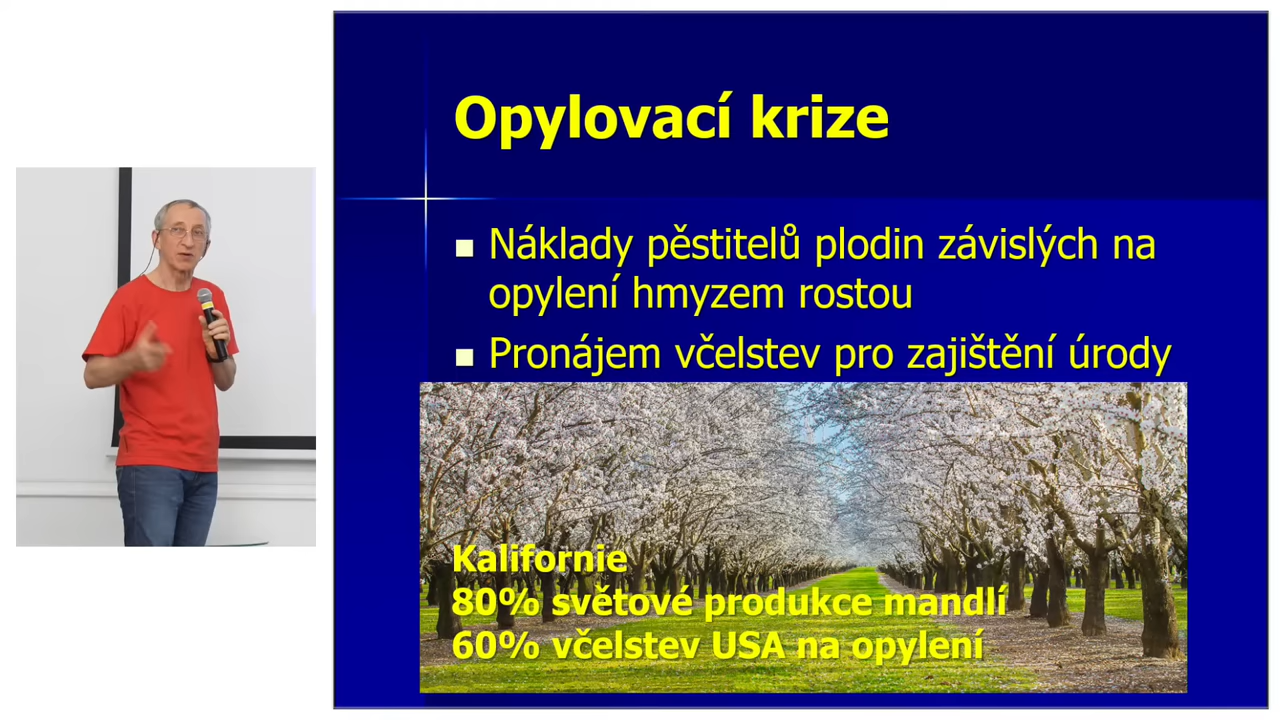 Opylovací krize
Náklady pěstitelů plodin závislých na
opylení hmyzem rostou
Pronájem včelstev pro zajištění úrody
Kalifornie
80% světové produkce mandlí
60% včelstev USA na opylení